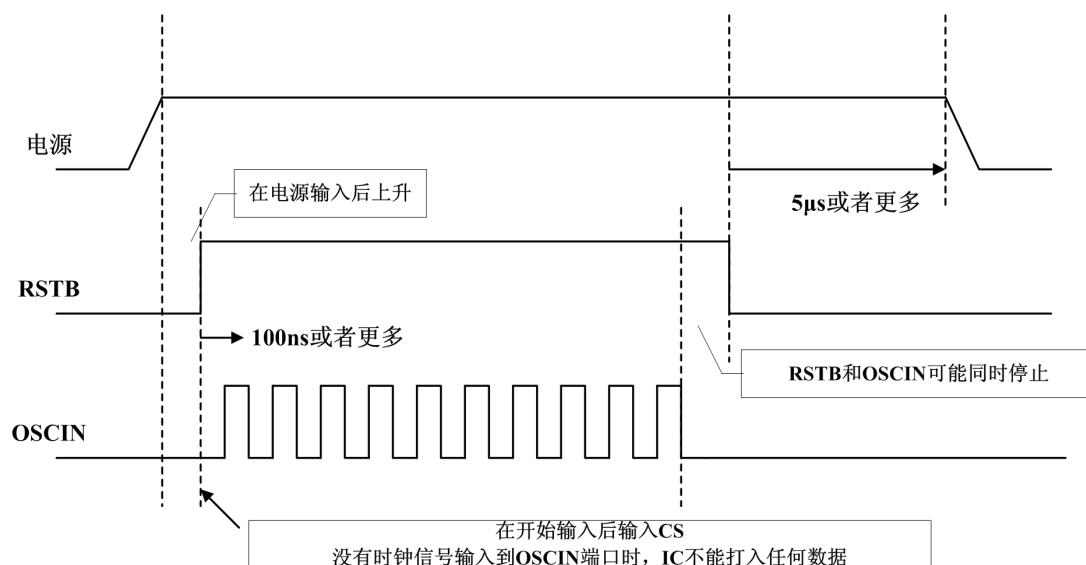 电源
在电源输入后上升
5μs或者更多
RSTB
100ns或者更多
RSTB和OSCIN可能同时停止
OSCIN
在开始输入后输入CS
没有时钟信号输入到OSCIN端口时，IC不能打入任何数据